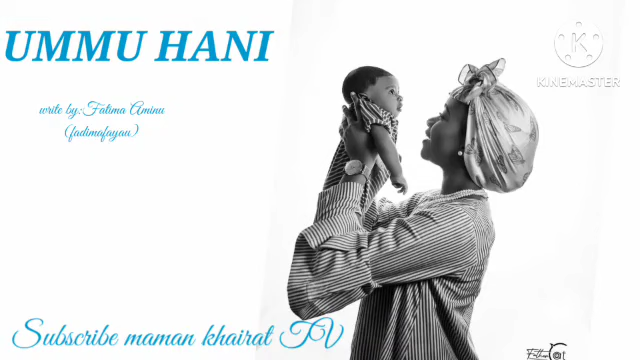 UMMU HANI
write by:Fatima Aminu
(fadimafayau)
K
KINEMASTER
Subscribe maman khairat TV